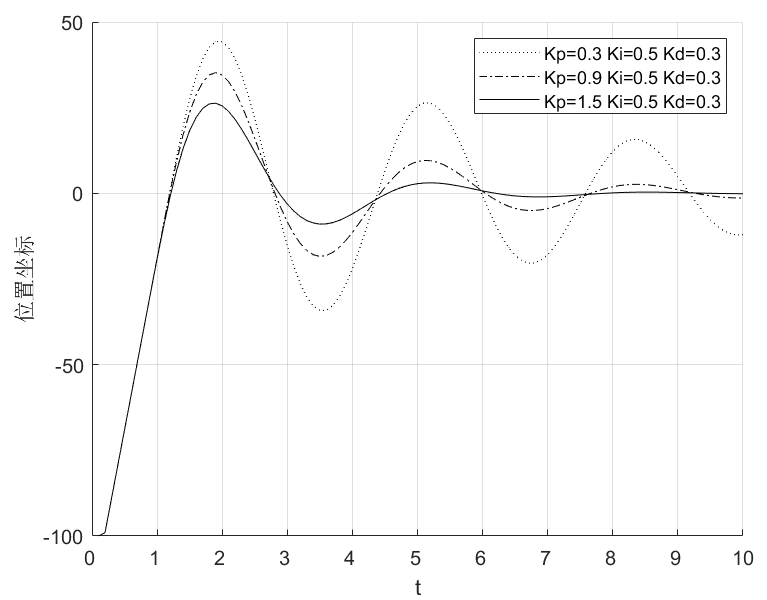 50
0
-50
-100
位置坐标
Kp=0.3 Ki=0.5 Kd=0.3
Kp=0.9 Ki=0.5 Kd=0.3
Kp=1.5 Ki=0.5 Kd=0.3
0 1 2 3 4 5 6 7 8 9 10
t